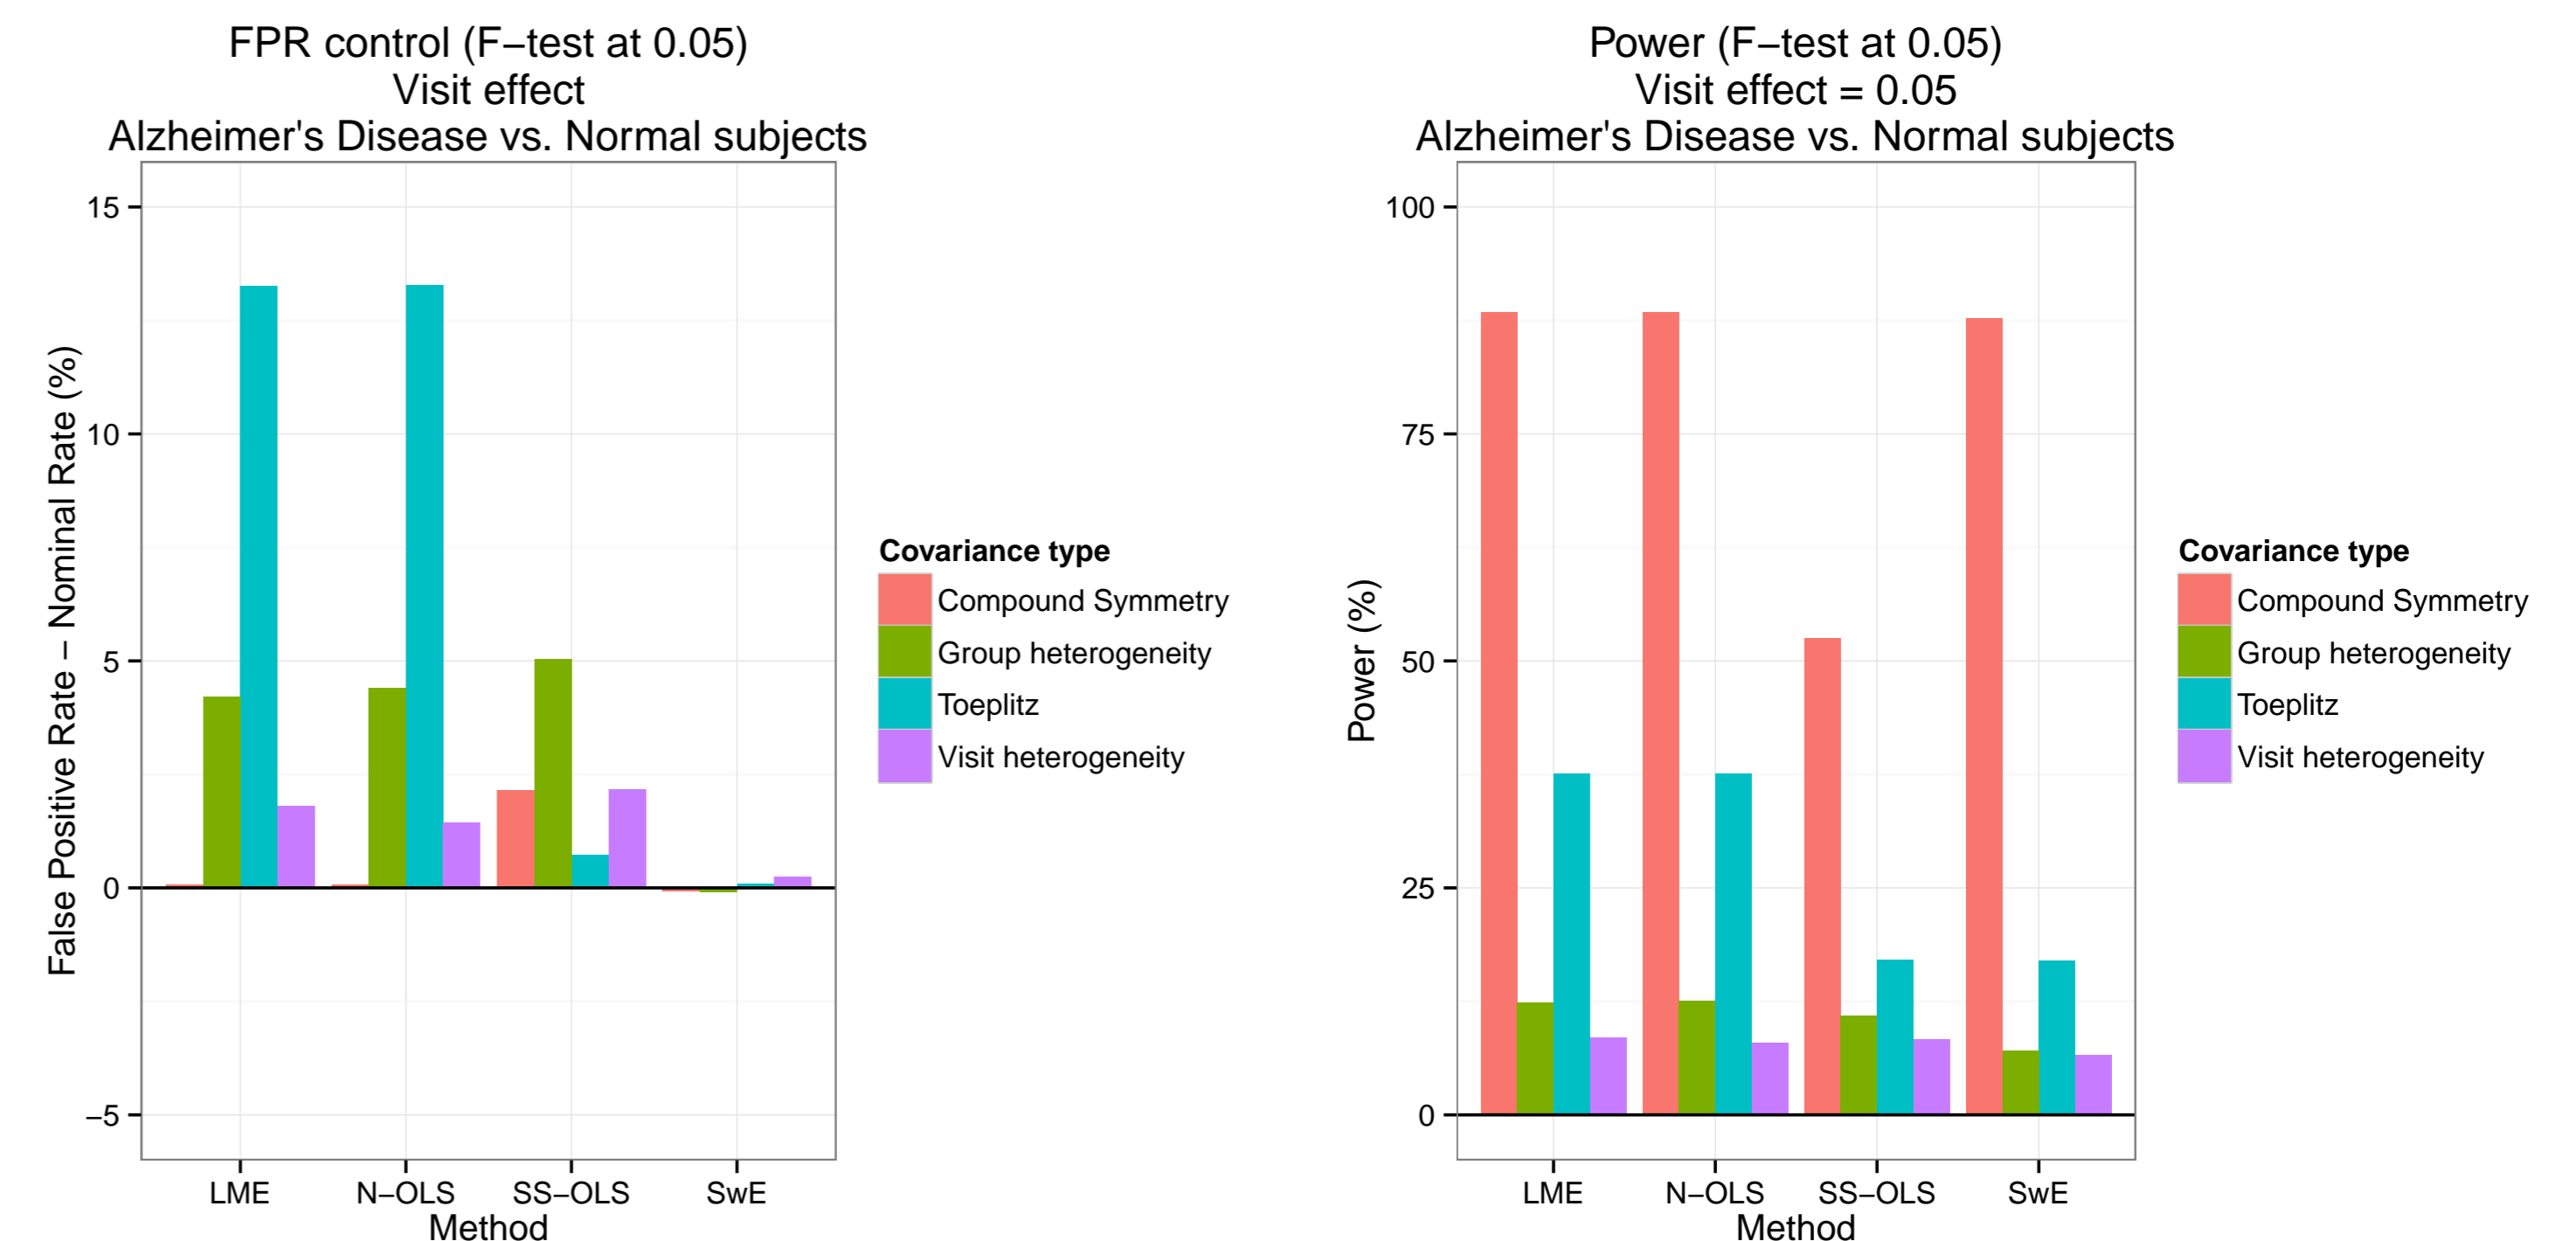 FPR control (F−test at 0.05)
Visit effect
Alzheimer's Disease vs. Normal subjects
False Positive Rate − Nominal Rate (%)
15
10
5
0
−5
LME N−OLS SS−OLS SwE
Method
Covariance type
Compound Symmetry
Group heterogeneity
Toeplitz
Visit heterogeneity
Power (F−test at 0.05)
Visit effect = 0.05
Alzheimer's Disease vs. Normal subjects
Power (%)
100
75
50
25
0
LME N−OLS SS−OLS SwE
Method
Covariance type
Compound Symmetry
Group heterogeneity
Toeplitz
Visit heterogeneity